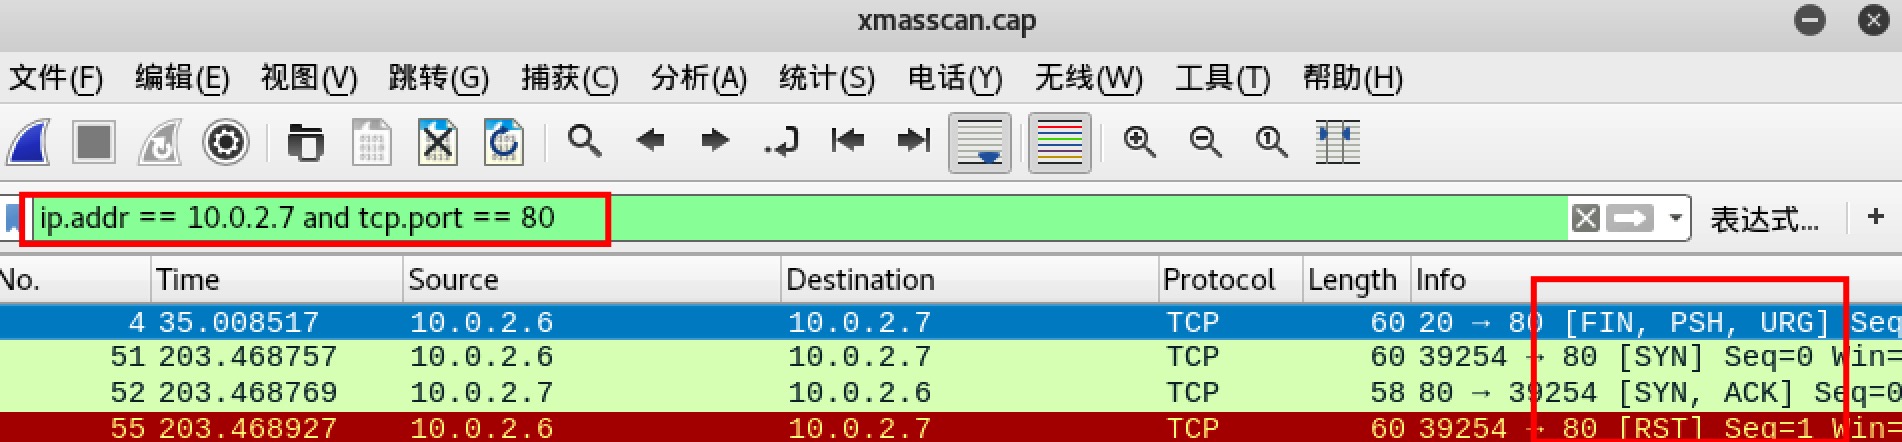 xmasscan.cap
文件(F) 编辑(E) 视图(V) 跳转(G) 捕获(C) 分析(A) 统计(S) 电话(Y) 无线(W) 工具(T) 帮助(H)
ip.addr == 10.0.2.7 and tcp.port == 80 表达式... +
No. Time Source Destination Protocol Length Info
4 35.008517 10.0.2.6 10.0.2.7 TCP 60 20 → 80 [FIN, PSH, URG] Seq
51 203.468757 10.0.2.6 10.0.2.7 TCP 60 39254 → 80 [SYN] Seq=0 Win=
52 203.468769 10.0.2.7 10.0.2.6 TCP 58 80 → 39254 [SYN, ACK] Seq=0
55 203.468927 10.0.2.6 10.0.2.7 TCP 60 39254 → 80 [RST] Seq=1 Win=